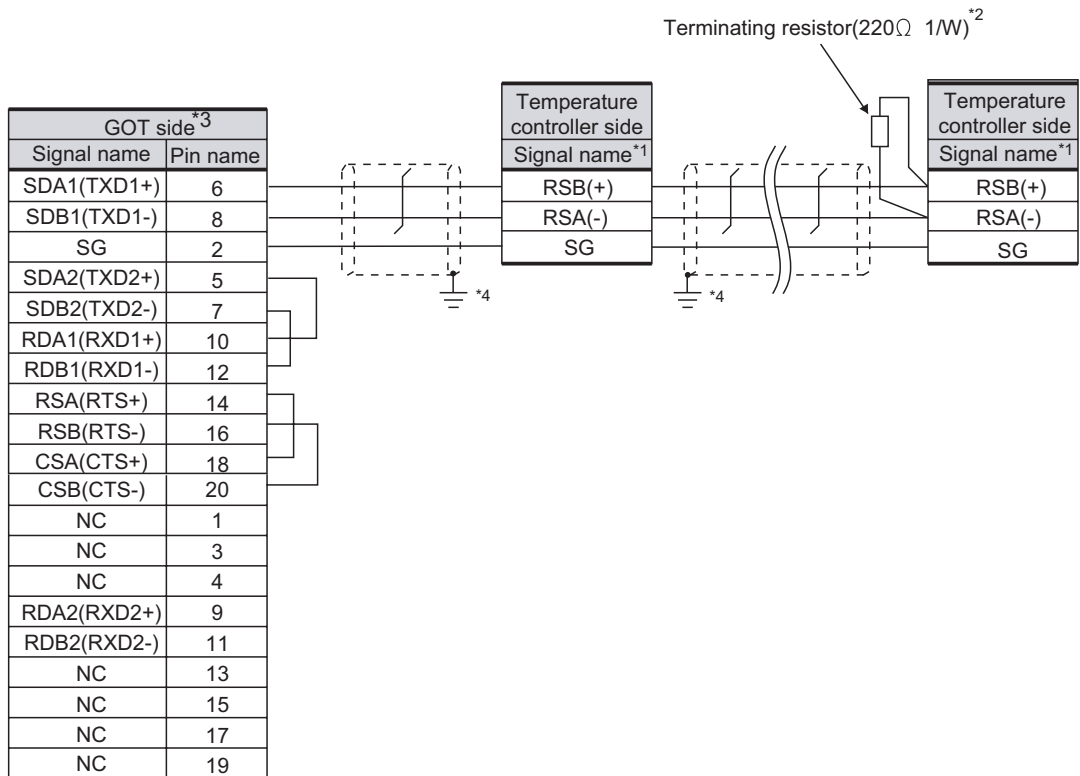 Terminating resistor(220Ω 1/W)*2
GOT side*3
Signal name Pin name
SDA1(TXD1+) 6
SDB1(TXD1-) 8
SG 2
SDA2(TXD2+) 5
SDB2(TXD2-) 7
RDA1(RXD1+) 10
RDB1(RXD1-) 12
RSA(RTS+) 14
RSB(RTS-) 16
CSA(CTS+) 18
CSB(CTS-) 20
NC 1
NC 3
NC 4
RDA2(RXD2+) 9
RDB2(RXD2-) 11
NC 13
NC 15
NC 17
NC 19
Temperature
controller side
Signal name*1
RSB(+)
RSA(-)
SG
*4
*4
Temperature
controller side
Signal name*1
RSB(+)
RSA(-)
SG